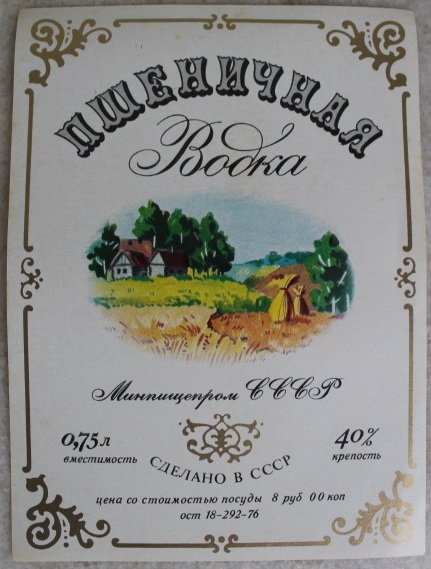 ПШЕНИЧНАЯ
Водка
Минпищепром СССР
0,75л
вместимость
40%
крепость
СДЕЛАНО В СССР
цена со стоимостью посуды 8 руб 00 коп
ост 18-292-76